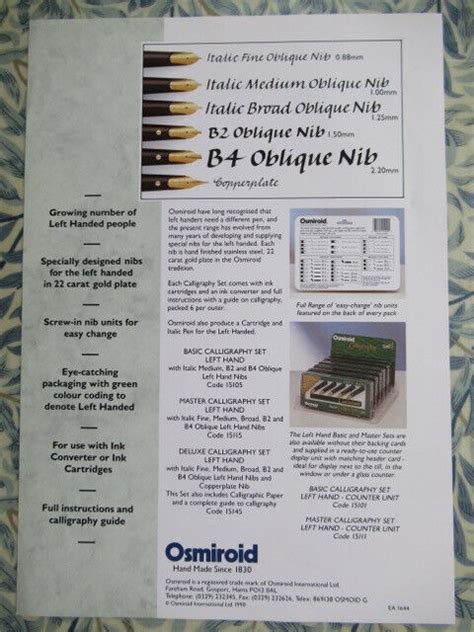 Italic Fine Oblique Nib 0.88mm
Italic Medium Oblique Nib
1.00mm
Italic Broad Oblique Nib
1.25mm
B2 Oblique Nib 1.50mm
B4 Oblique Nib
2.20mm
Copperplate
Growing number of
Left Handed people
Specially designed nibs
for the left handed
in 22 carat gold plate
Screw-in nib units for
easy change
Eye-catching
packaging with green
colour coding to
denote Left Handed
For use with Ink
Converter or Ink
Cartridges
Full instructions and
calligraphy guide
Osmiroid have long recognised that
left handers need a different pen, and
the present range has evolved from
many years of developing and supplying
special nibs for the left handed. Each
nib is hand finished stainless steel, 22
carat gold plate in the Osmiroid
tradition.
Each Calligraphy Set comes with ink
cartridges and an ink converter and full
instructions with a guide on calligraphy,
packed 6 per outer.
Osmiroid also produce a Cartridge and
Italic Pen for the Left Handed.
BASIC CALLIGRAPHY SET
LEFT HAND
with Italic Medium, B2 and B4 Oblique
Left Hand Nibs
Code 15105
MASTER CALLIGRAPHY SET
LEFT HAND
with Italic Fine, Medium, Broad, B2
and B4 Oblique Left Hand Nibs
Code 15115
DELUXE CALLIGRAPHY SET
LEFT HAND
with Italic Fine, Medium, Broad, B2 and
B4 Oblique Left Hand Nibs and
Copperplate Nib
This Set also includes Calligraphic Paper
and a complete guide to calligraphy
Code 15145
Osmiroid.
Full Range of 'easy-change' nib units
featured on the back of every pack
Osmiroid
The Left Hand Basic and Master Sets are
also available without their backing cards
and supplied in a ready-to-use counter
display unit with matching header card -
ideal for display next to the till, in the
window or under a glass counter.
BASIC CALLIGRAPHY SET
LEFT HAND - COUNTER UNIT
Code 15101
MASTER CALLIGRAPHY SET
LEFT HAND - COUNTER UNIT
Code 15111
Osmiroid
Hand Made Since 1830
Osmiroid is a registered trade mark of Osmiroid International Ltd,
Fareham Road, Gosport, Hants PO13 0AL
Telephone: (0329) 232345, Fax: (0329) 232626, Telex: 869138 OSMOID G.
© Osmiroid International Ltd 1990
EA 1644